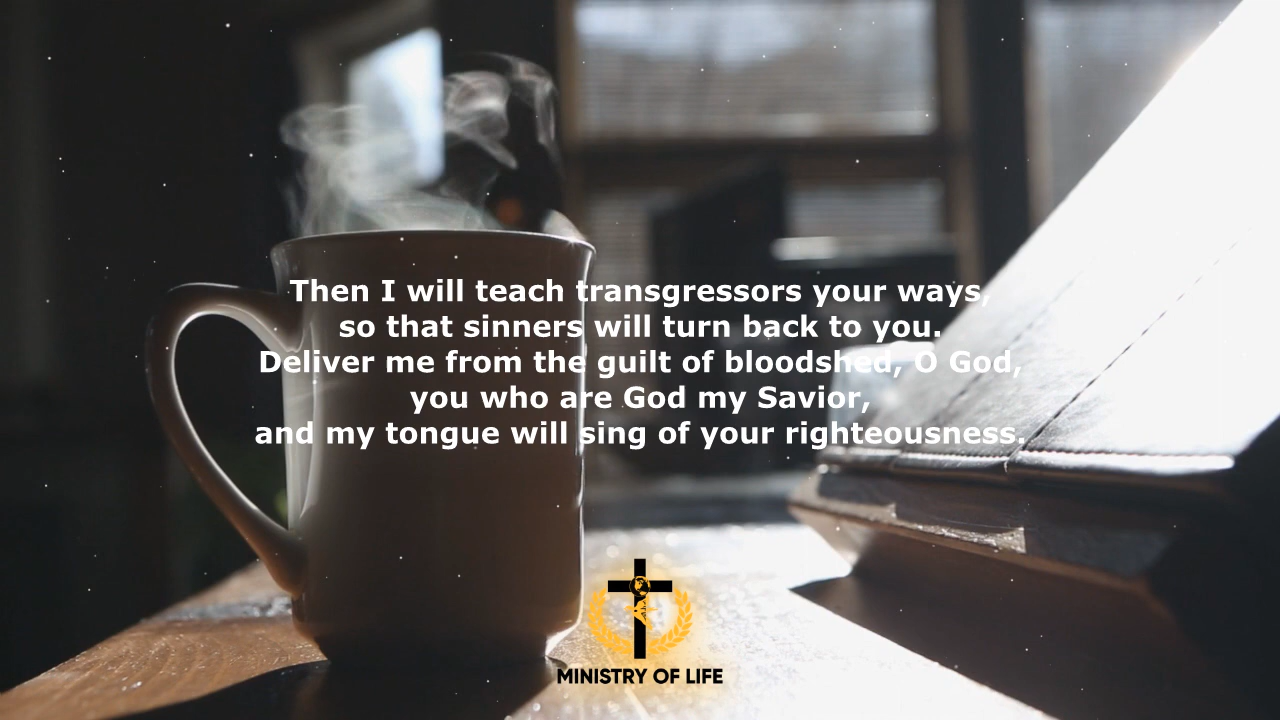 Then I will teach transgressors your ways,
so that sinners will turn back to you.
Deliver me from the guilt of bloodshed, O God,
you who are God my Savior,
and my tongue will sing of your righteousness.
MINISTRY OF LIFE